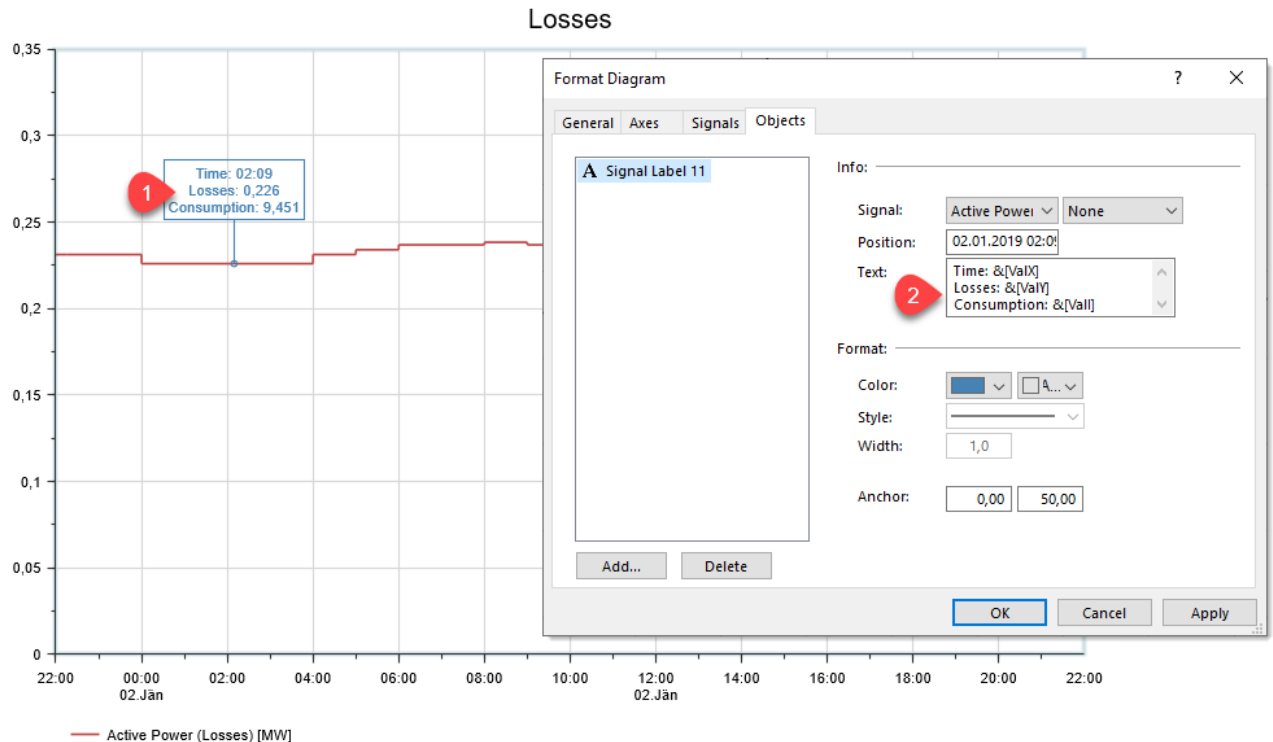 Losses
0,35
0,3
0,25
0,2
0,15
0,1
0,05
0
22:00
00:00
02:00
04:00
06:00
08:00
10:00
12:00
14:00
16:00
18:00
20:00
22:00
02.Jän
02.Jän
Active Power (Losses) [MW]
Time: 02:09
Losses: 0,226
Consumption: 9,451
1
Format Diagram
?
General
Axes
Signals
Objects
A Signal Label 11
Add...
Delete
Info:
Signal:
Active Power
None
Position:
02.01.2019 02:09
Text:
Time: &[ValX]
Losses: &[ValY]
Consumption: &[ValI]
2
Format:
Color:
A...
Style:
Width:
1,0
Anchor:
0,00
50,00
OK
Cancel
Apply